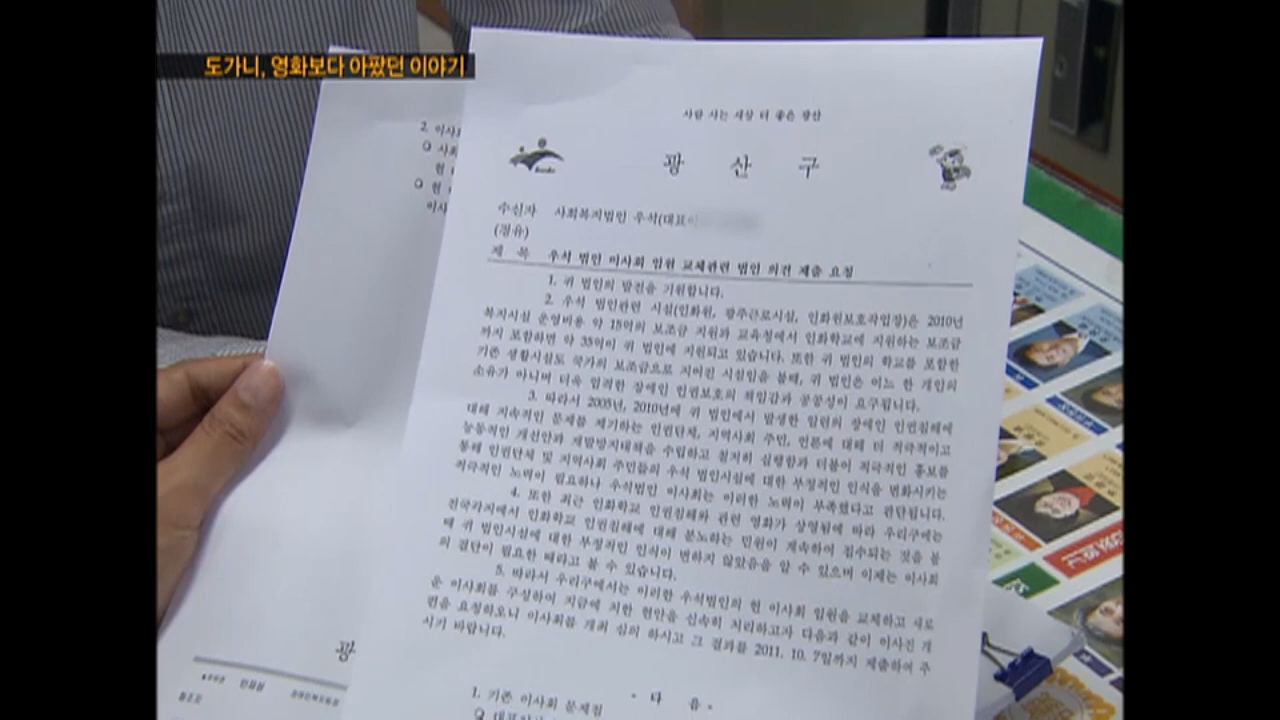 도가니, 영화보다 아팠던 이야기
사람 사는 세상 더 좋은 광산
광 산 구
수신자 사회복지법인 우석(대표이
(경유)
제 목 우석 법인 이사회 임원 교체관련 법인 의견 제출 요청
1. 귀 법인의 발전을 기원합니다.
2. 우석 법인관련 시설(인화원, 광주근로시설, 인화원보호작업장)은 2010년
복지시설 운영비용 약 18억의 보조금 지원과 교육청에서 인화학교에 지원하는 보조금
까지 포함하면 약 35억이 귀 법인에 지원되고 있습니다. 또한 귀 법인의 학교를 포함한
기존 생활시설도 국가의 보조금으로 지어진 시설임을 볼때, 귀 법인은 어느 한 개인의
소유가 아니며 더욱 엄격한 장애인 인권보호의 책임감과 공공성이 요구됩니다.
3. 따라서 2005년, 2010년에 귀 법인에서 발생한 일련의 장애인 인권침해에
대해 지속적인 문제를 제기하는 인권단체, 지역사회 주민, 언론에 대해 더 적극적이고
능동적인 개선안과 재발방지대책을 수립하고 철저히 실행함과 더불어 적극적인 홍보를
통해 인권단체 및 지역사회 주민들의 우석 법인시설에 대한 부정적인 인식을 변화시키는
적극적인 노력이 필요하나 우석법인 이사회는 이러한 노력이 부족했다고 판단됩니다.
4. 또한 최근 인화학교 인권침해와 관련 영화가 상영됨에 따라 우리구에는
전국각지에서 인화학교 인권침해에 대해 분노하는 민원이 계속하여 접수되는 것을 볼
때 귀 법인시설에 대한 부정적인 인식이 변하지 않았음을 알 수 있으며 이제는 이사회
의 결단이 필요한 때라고 볼 수 있습니다.
5. 따라서 우리구에서는 이러한 우석법인의 현 이사회 임원을 교체하고 새로
운 이사회를 구성하여 지금에 처한 현안을 신속히 처리하고자 다음과 같이 이사진 개
편을 요청하오니 이사회를 개최 심의 하시고 그 결과를 2011. 10. 7일까지 제출하여 주
시기 바랍니다.
- 다 음 -
1. 기존 이사회 문제점
2. 이사회
현
이사
광